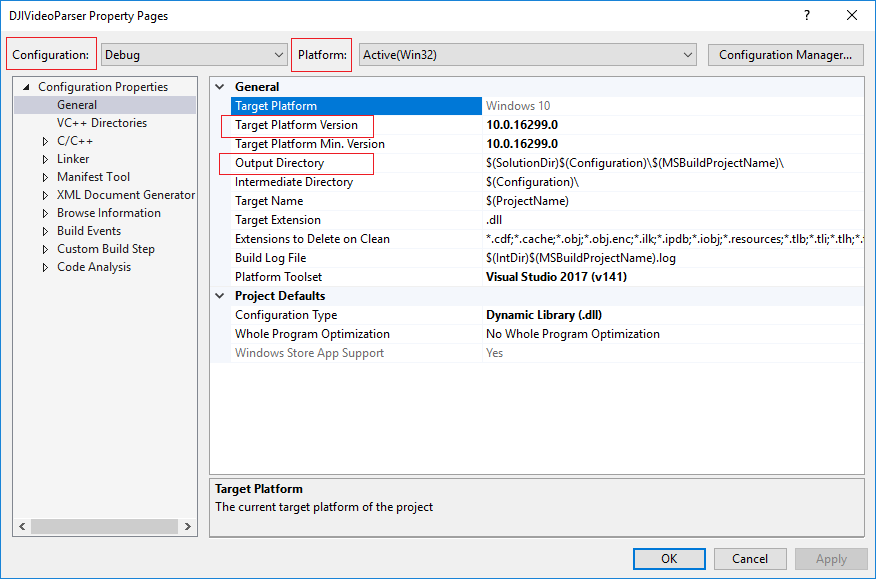 DJIVideoParser Property Pages
Configuration: Debug Platform: Active(Win32) Configuration Manager...
Configuration Properties
General
VC++ Directories
C/C++
Linker
Manifest Tool
XML Document Generator
Browse Information
Build Events
Custom Build Step
Code Analysis
General
Target Platform Windows 10
Target Platform Version 10.0.16299.0
Target Platform Min. Version 10.0.16299.0
Output Directory $(SolutionDir)$(Configuration)\$(MSBuildProjectName)\
Intermediate Directory $(Configuration)\
Target Name $(ProjectName)
Target Extension .dll
Extensions to Delete on Clean *.cdf;*.cache;*.obj;*.obj.enc;*.ilk;*.ipdb;*.iobj;*.resources;*.tlb;*.tli;*.tlh;*.
Build Log File $(IntDir)$(MSBuildProjectName).log
Platform Toolset Visual Studio 2017 (v141)
Project Defaults
Configuration Type Dynamic Library (.dll)
Whole Program Optimization No Whole Program Optimization
Windows Store App Support Yes
Target Platform
The current target platform of the project
OK Cancel Apply